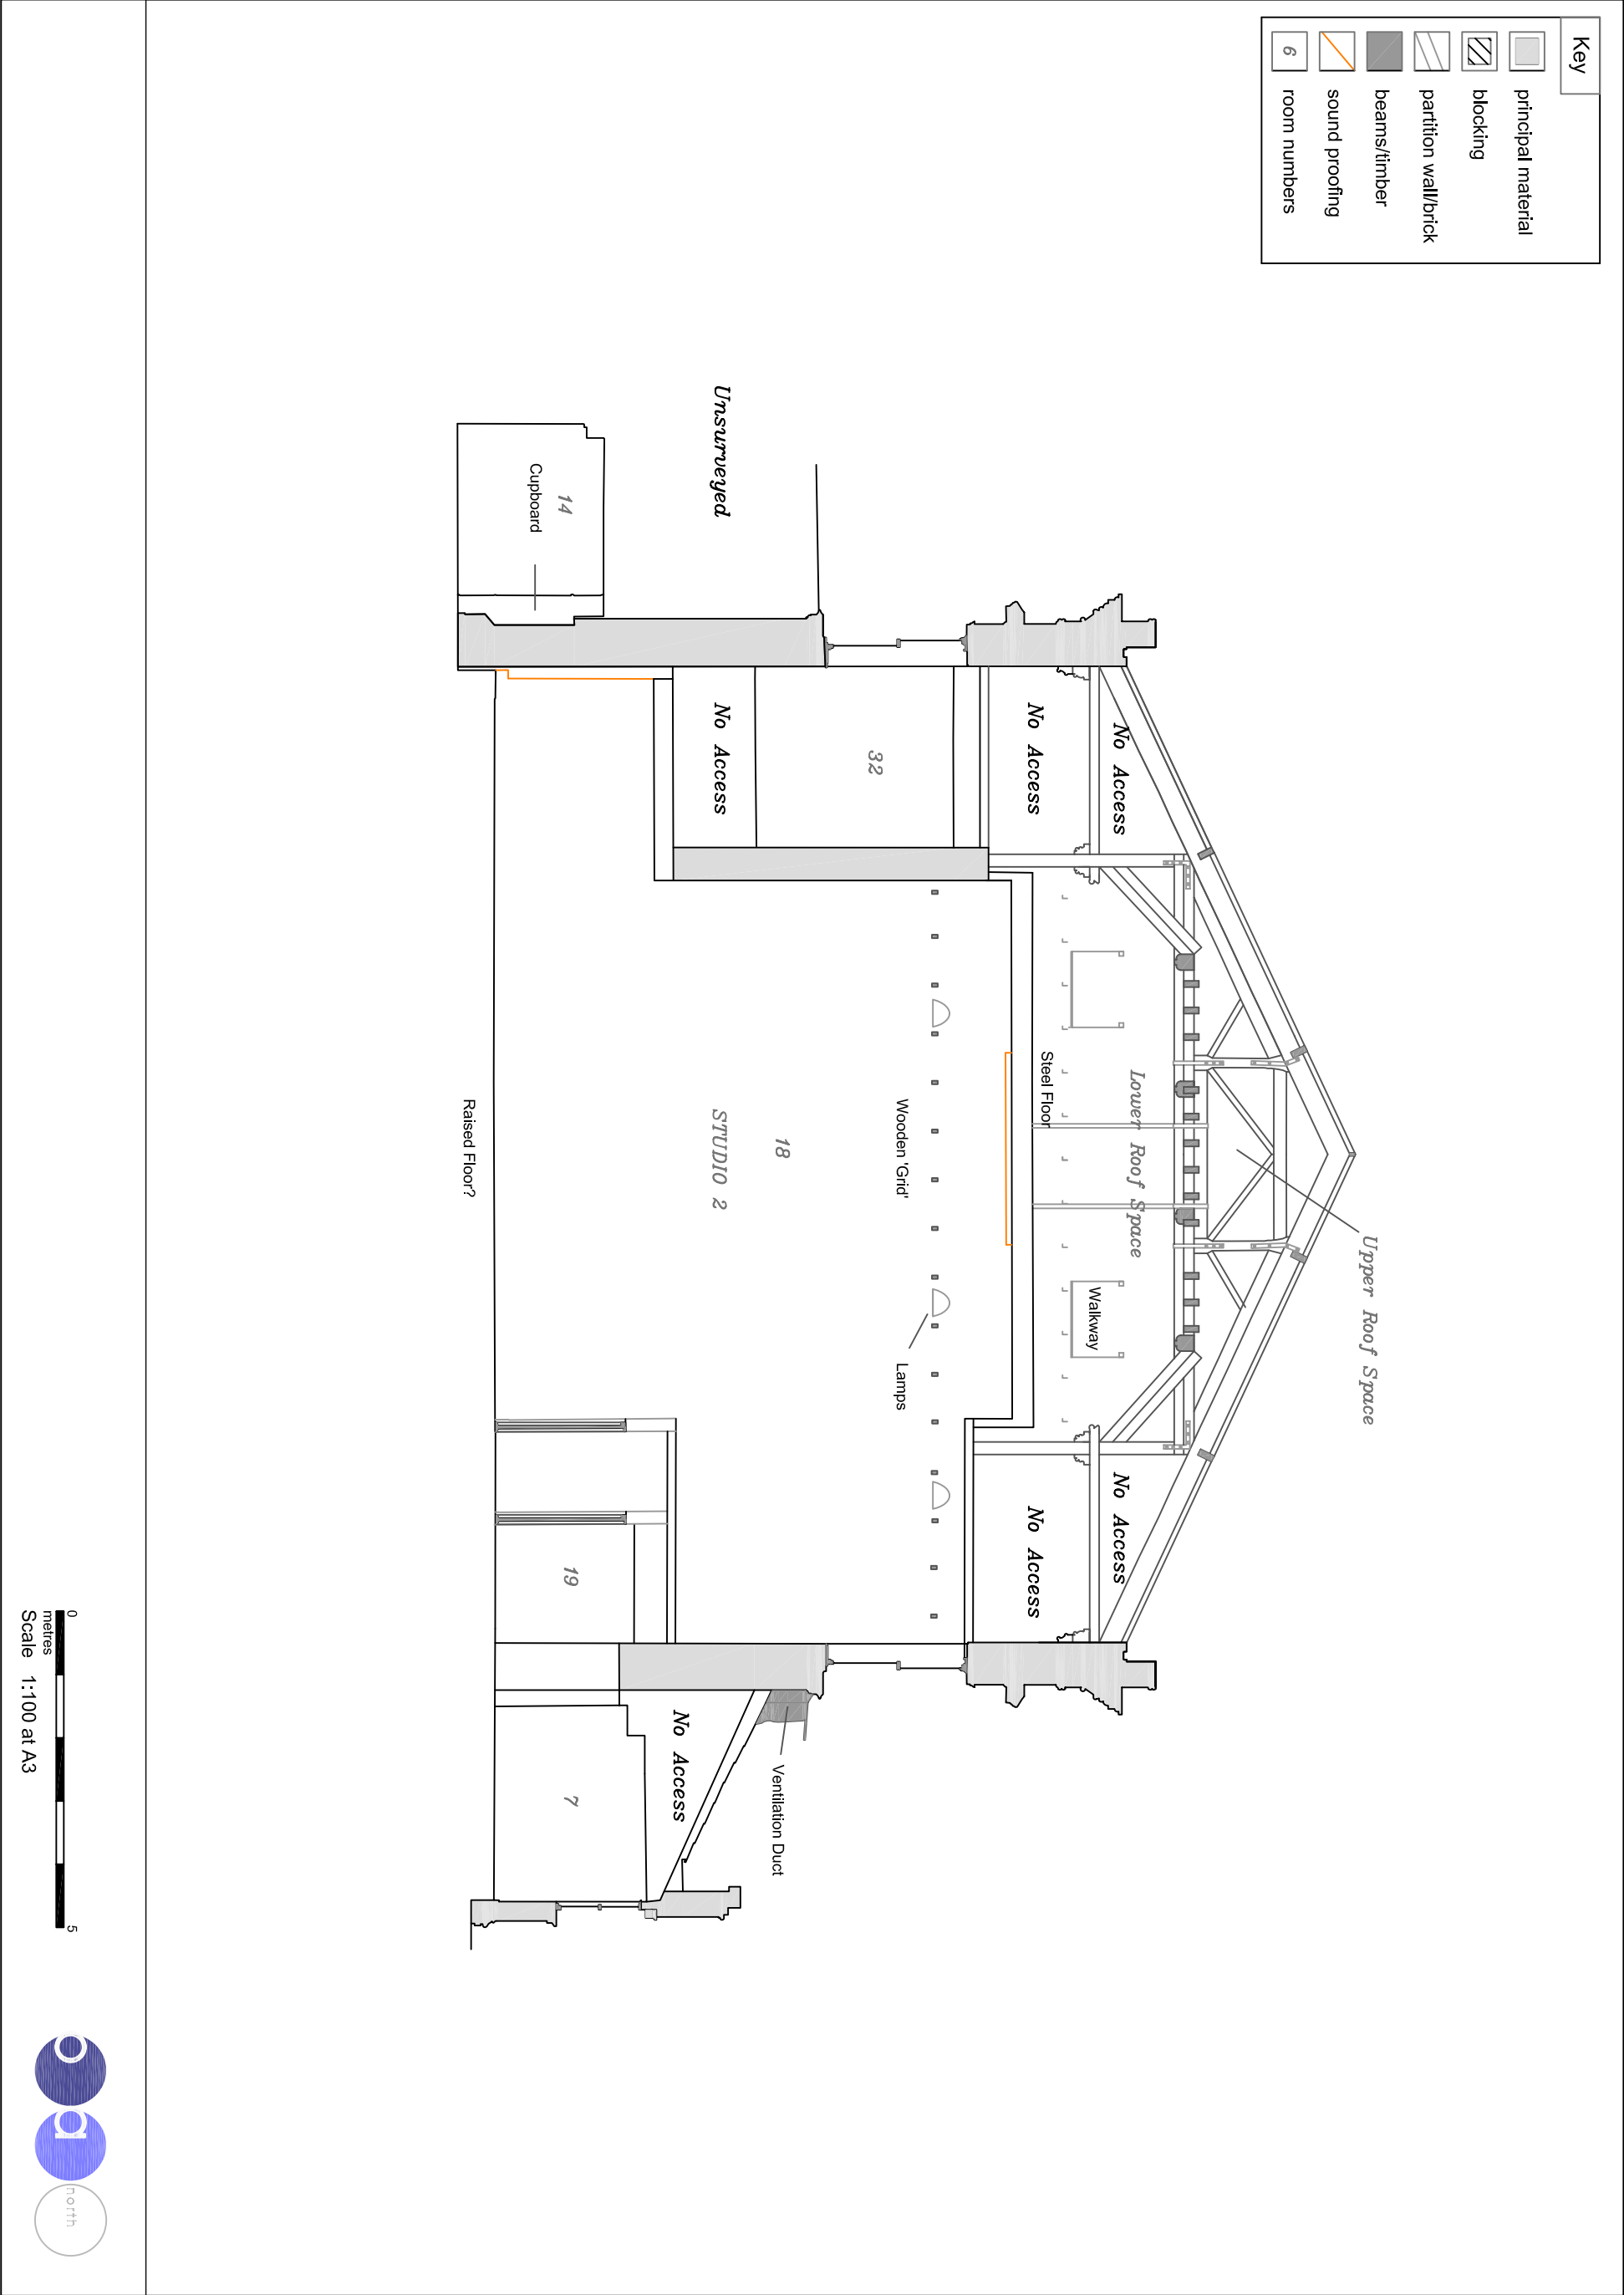 Key
principal material
blocking
partition wall/brick
beams/timber
sound proofing
6
room numbers
Upper Roof Space
No Access
No Access
Lower Roof Space
Walkway
No Access
No Access
Steel Floor
32
Wooden 'Grid'
Lamps
Unsurveyed
No Access
18
STUDIO 2
Ventilation Duct
No Access
14
Cupboard
19
7
Raised Floor?
0
5
metres
Scale 1:100 at A3
oa
north